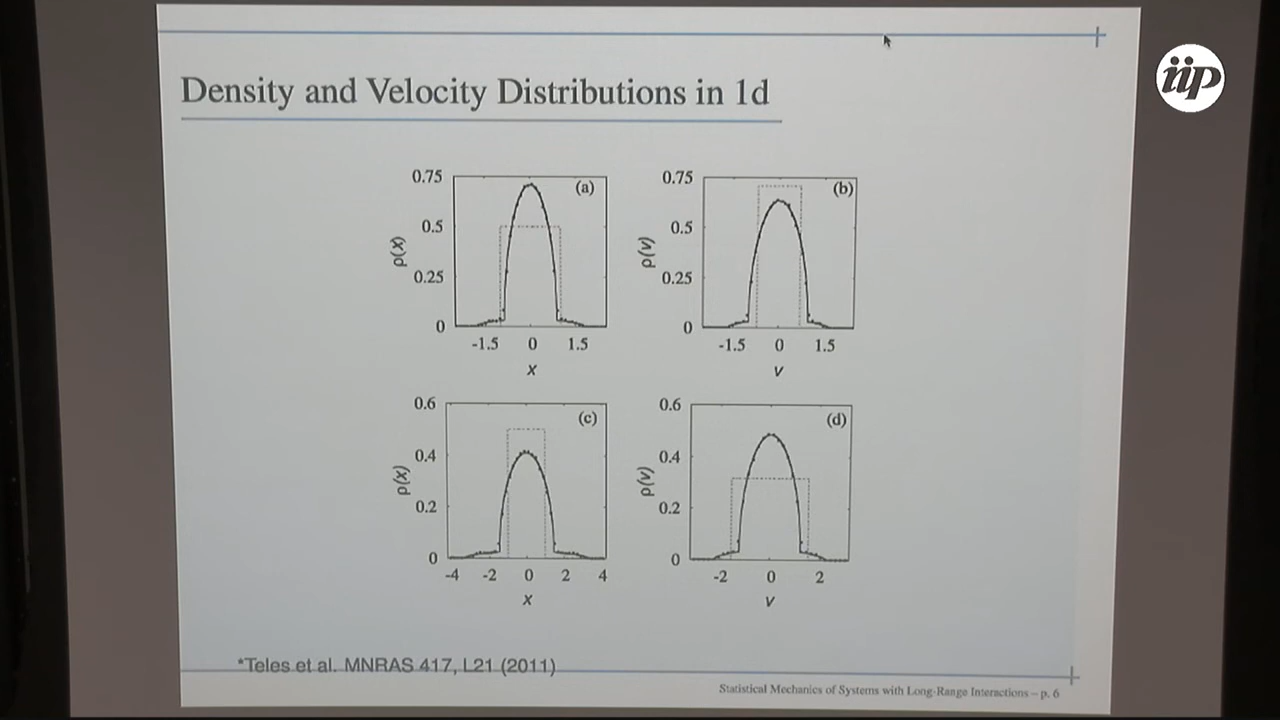 iip
Density and Velocity Distributions in 1d
0.75
0.5
0.25
0
ρ(x)
(a)
-1.5 0 1.5
x
0.75
0.5
0.25
0
ρ(v)
(b)
-1.5 0 1.5
v
0.6
0.4
0.2
0
ρ(x)
(c)
-4 -2 0 2 4
x
0.6
0.4
0.2
0
ρ(v)
(d)
-2 0 2
v
*Teles et al. MNRAS 417, L21 (2011)
Statistical Mechanics of Systems with Long-Range Interactions – p. 6